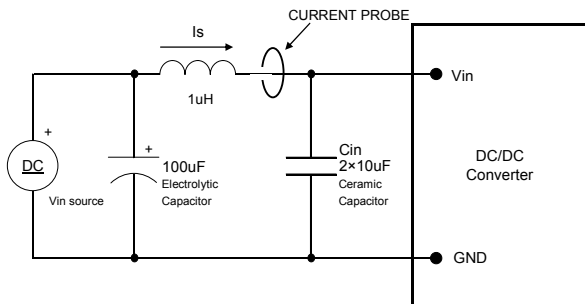 CURRENT PROBE
Is
1uH
Vin
+
+
DC
Vin source
100uF
Electrolytic
Capacitor
Cin
2×10uF
Ceramic
Capacitor
DC/DC
Converter
GND